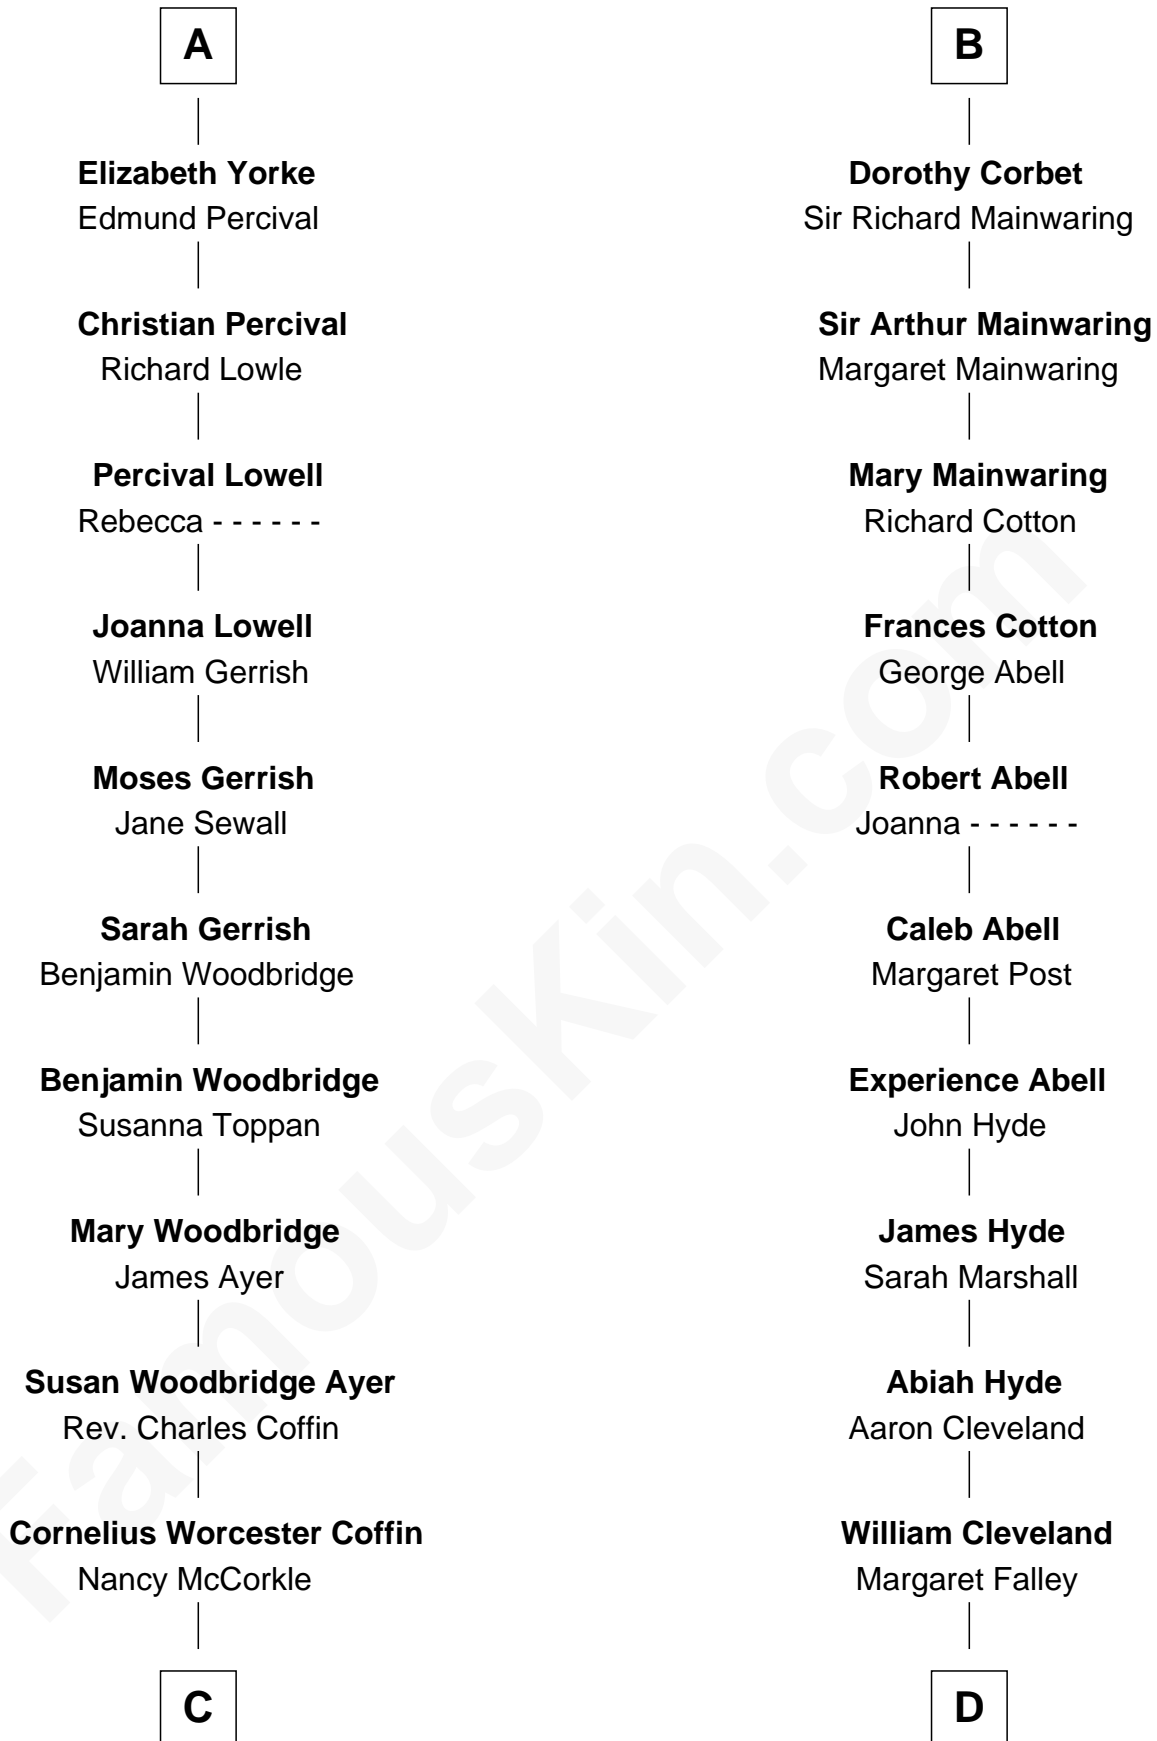 A
Elizabeth Yorke
Edmund Percival
Christian Percival
Richard Lowle
Percival Lowell
Rebecca - - - - - -
Joanna Lowell
William Gerrish
Moses Gerrish
Jane Sewall
Sarah Gerrish
Benjamin Woodbridge
Benjamin Woodbridge
Susanna Toppan
Mary Woodbridge
James Ayer
Susan Woodbridge Ayer
Rev. Charles Coffin
Cornelius Worcester Coffin
Nancy McCorkle
C
B
Dorothy Corbet
Sir Richard Mainwaring
Sir Arthur Mainwaring
Margaret Mainwaring
Mary Mainwaring
Richard Cotton
Frances Cotton
George Abell
Robert Abell
Joanna - - - - - -
Caleb Abell
Margaret Post
Experience Abell
John Hyde
James Hyde
Sarah Marshall
Abiah Hyde
Aaron Cleveland
William Cleveland
Margaret Falley
D
FamousKin.com